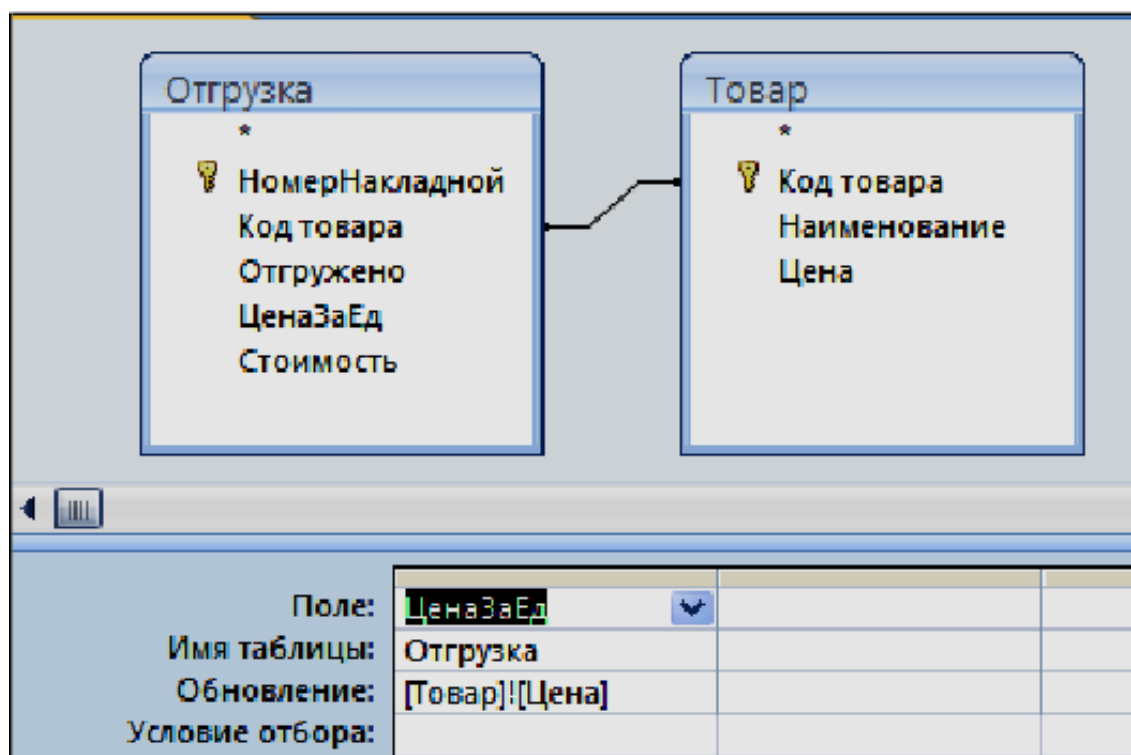 Отгрузка
*
НомерНакладной
Код товара
Отгружено
ЦенаЗаЕд
Стоимость
Товар
*
Код товара
Наименование
Цена
Поле: ЦенаЗаЕд
Имя таблицы: Отгрузка
Обновление: [Товар]![Цена]
Условие отбора: